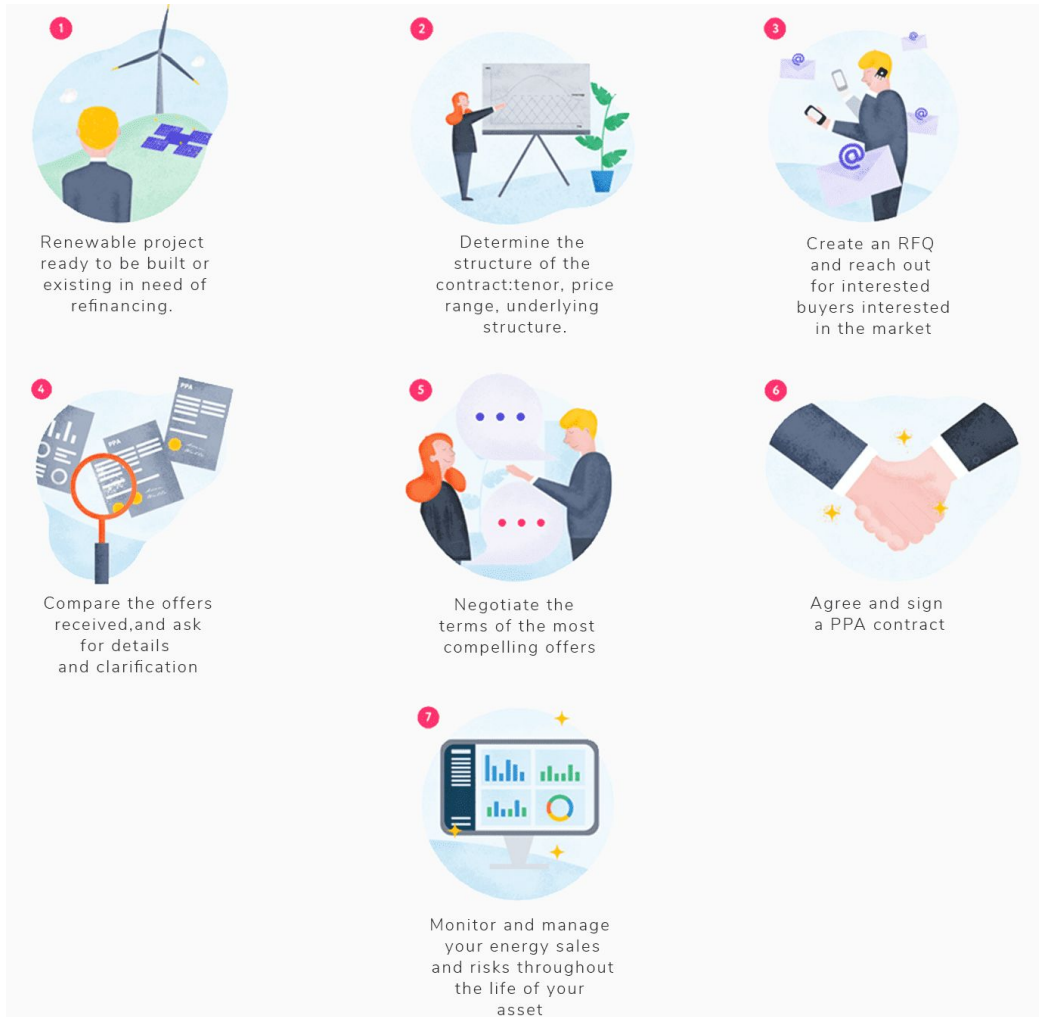 1
Renewable project
ready to be built or
existing in need of
refinancing.
2
Determine the
structure of the
contract:tenor, price
range, underlying
structure.
3
Create an RFQ
and reach out
for interested
buyers interested
in the market
4
PPA
PPA
Compare the offers
received,and ask
for details
and clarification
5
Negotiate the
terms of the most
compelling offers
6
Agree and sign
a PPA contract
7
Monitor and manage
your energy sales
and risks throughout
the life of your
asset